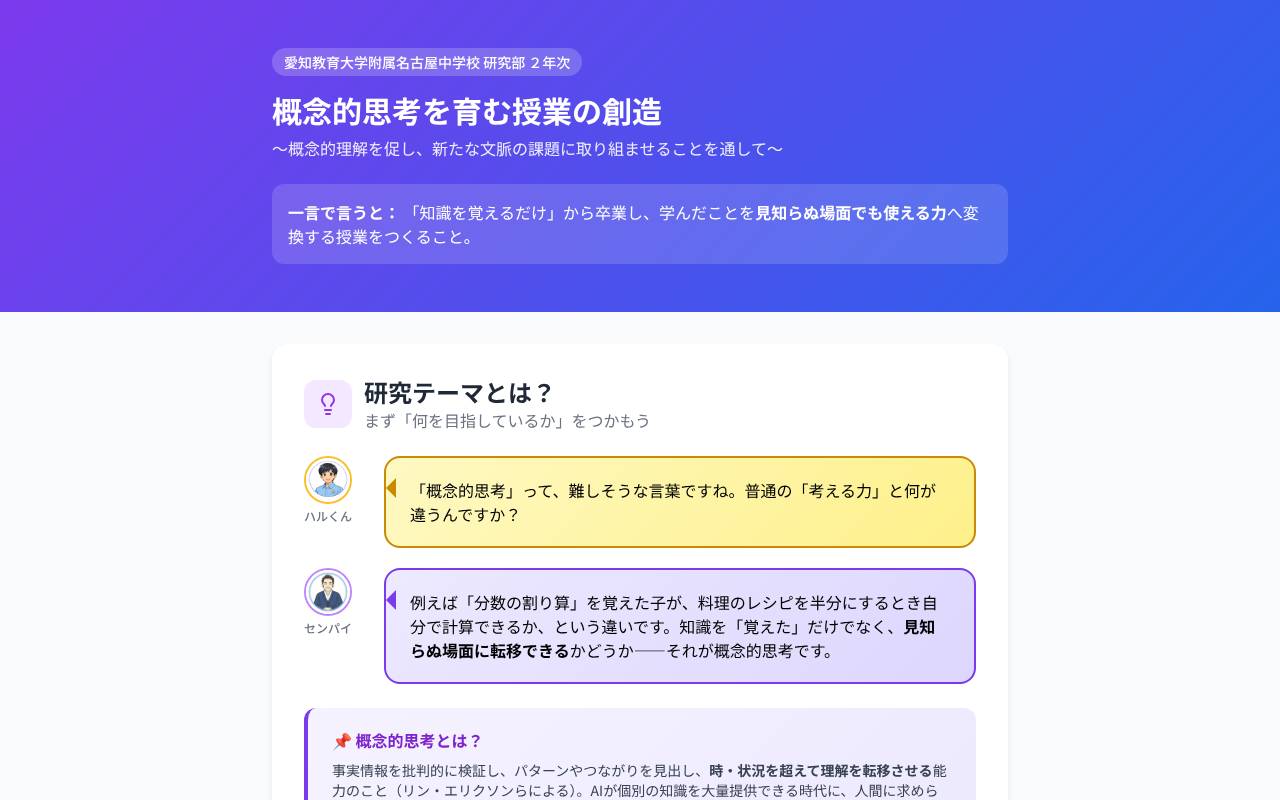 愛知教育大学附属名古屋中学校 研究部 ２年次
概念的思考を育む授業の創造
〜概念的理解を促し、新たな文脈の課題に取り組ませることを通して〜
一言で言うと： 「知識を覚えるだけ」から卒業し、学んだことを見知らぬ場面でも使える力へ変
換する授業をつくること。
研究テーマとは？
まず「何を目指しているか」をつかもう
「概念的思考」って、難しそうな言葉ですね。普通の「考える力」と何が
違うんですか？
ハルくん
例えば「分数の割り算」を覚えた子が、料理のレシピを半分にするとき自
分で計算できるか、という違いです。知識を「覚えた」だけでなく、見知
らぬ場面に転移できるかどうか——それが概念的思考です。
センパイ
📌 概念的思考とは？
事実情報を批判的に検証し、パターンやつながりを見出し、時・状況を超えて理解を転移させる能
力のこと（リン・エリクソンらによる）。AIが個別の知識を大量提供できる時代に、人間に求めら